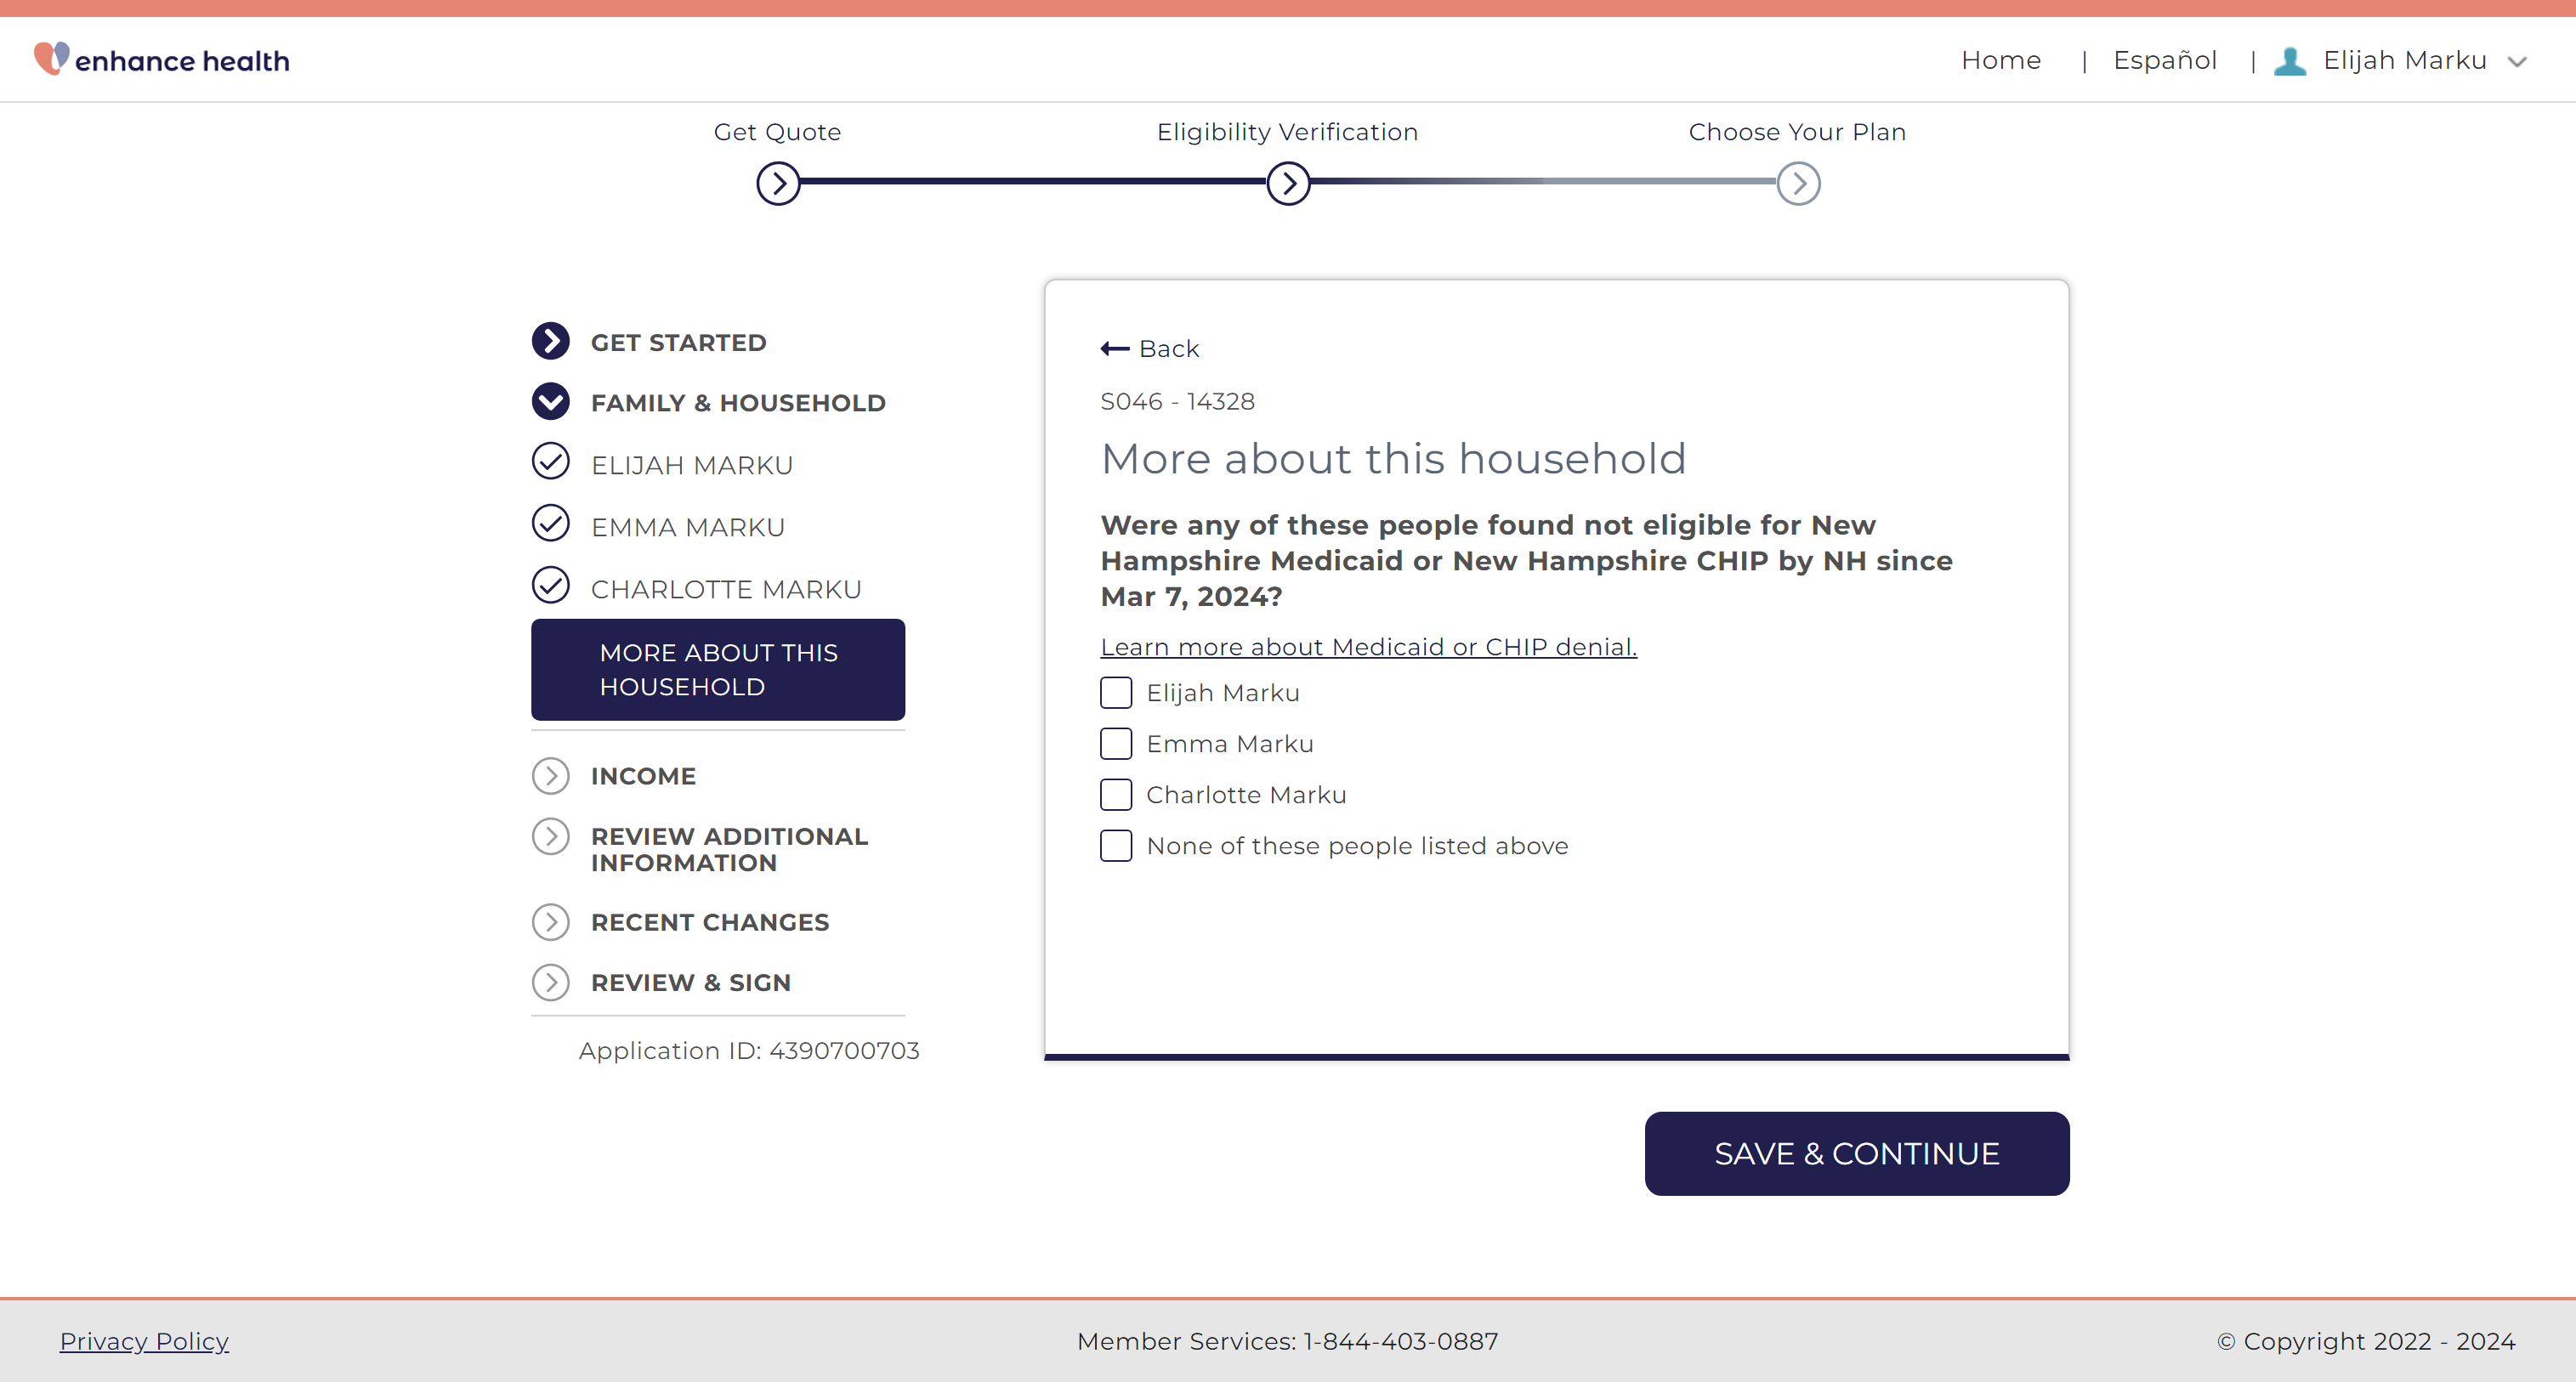 enhance health
Home | Español | Elijah Marku
Get Quote
Eligibility Verification
Choose Your Plan
GET STARTED
FAMILY & HOUSEHOLD
ELIJAH MARKU
EMMA MARKU
CHARLOTTE MARKU
MORE ABOUT THIS
HOUSEHOLD
INCOME
REVIEW ADDITIONAL
INFORMATION
RECENT CHANGES
REVIEW & SIGN
Application ID: 4390700703
Back
S046 - 14328
More about this household
Were any of these people found not eligible for New
Hampshire Medicaid or New Hampshire CHIP by NH since
Mar 7, 2024?
Learn more about Medicaid or CHIP denial.
Elijah Marku
Emma Marku
Charlotte Marku
None of these people listed above
SAVE & CONTINUE
Privacy Policy
Member Services: 1-844-403-0887
© Copyright 2022 - 2024